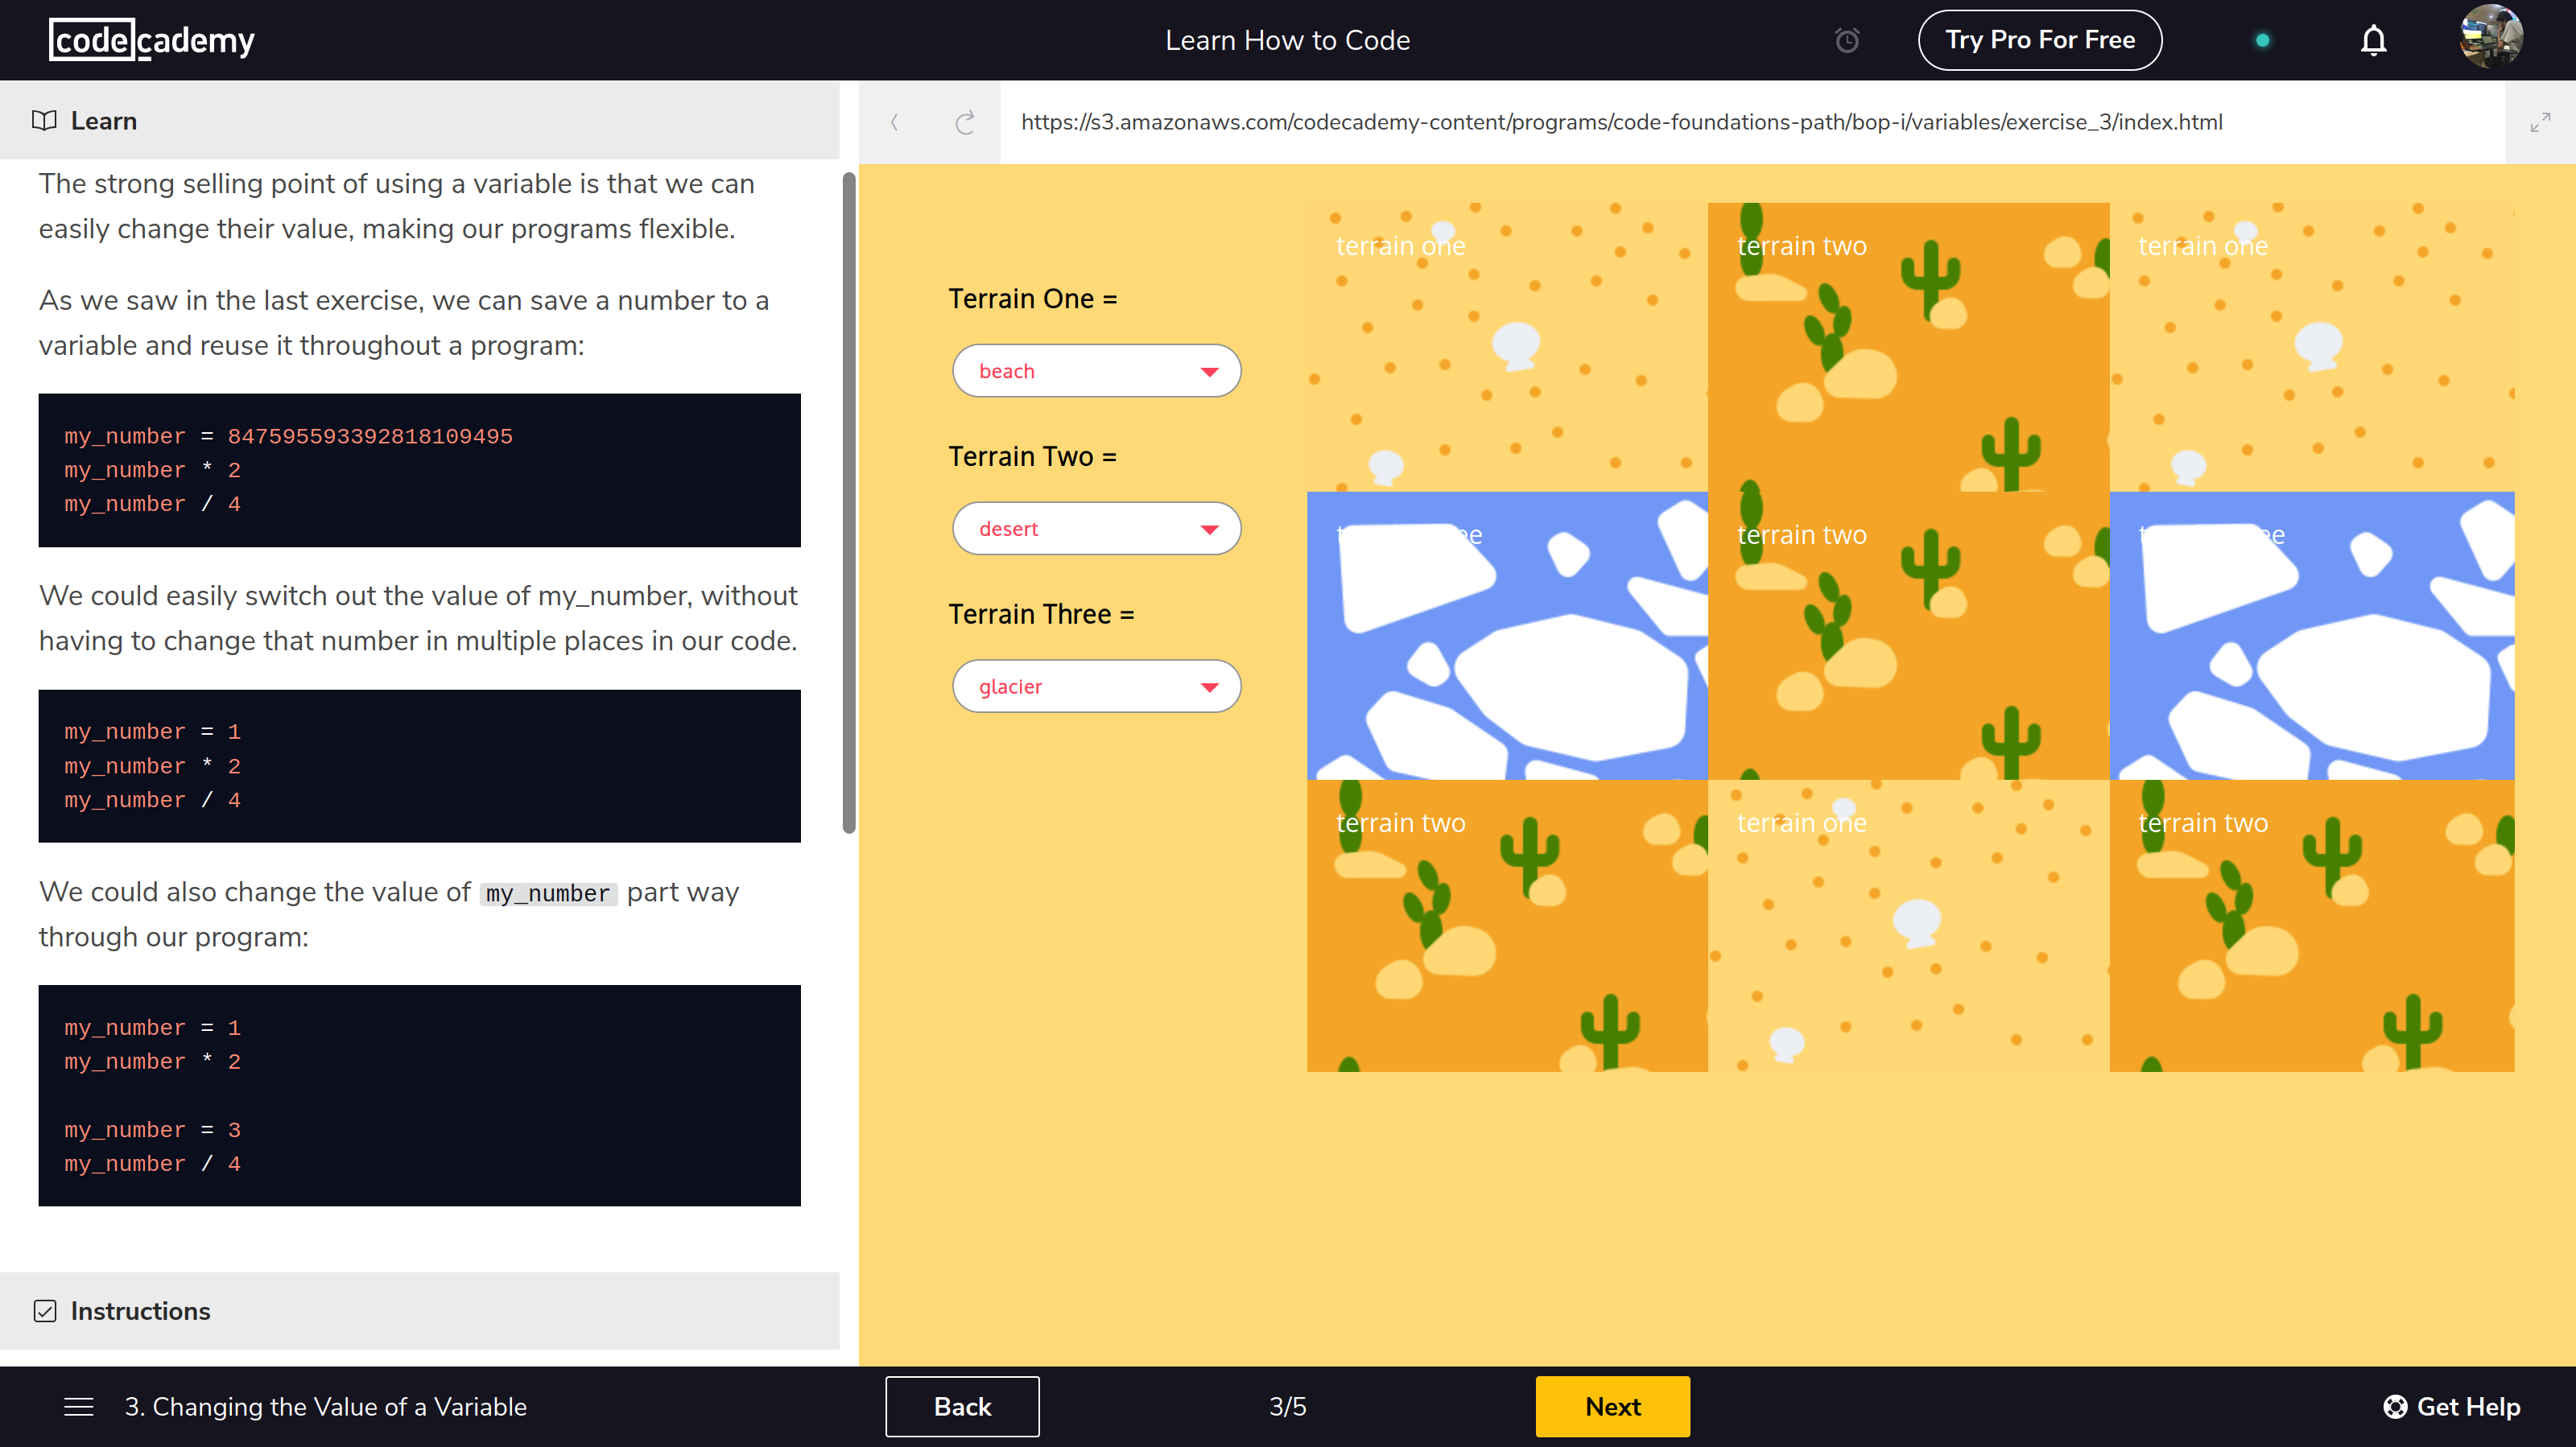 codecademy
Learn How to Code
Try Pro For Free
Learn
The strong selling point of using a variable is that we can
easily change their value, making our programs flexible.
As we saw in the last exercise, we can save a number to a
variable and reuse it throughout a program:
my_number = 847595593392818109495
my_number * 2
my_number / 4
We could easily switch out the value of my_number, without
having to change that number in multiple places in our code.
my_number = 1
my_number * 2
my_number / 4
We could also change the value of my_number part way
through our program:
my_number = 1
my_number * 2
my_number = 3
my_number / 4
Instructions
https://s3.amazonaws.com/codecademy-content/programs/code-foundations-path/bop-i/variables/exercise_3/index.html
Terrain One =
beach
Terrain Two =
desert
Terrain Three =
glacier
terrain one
terrain two
terrain one
terrain two
terrain two
terrain one
terrain two
3. Changing the Value of a Variable
Back
3/5
Next
Get Help